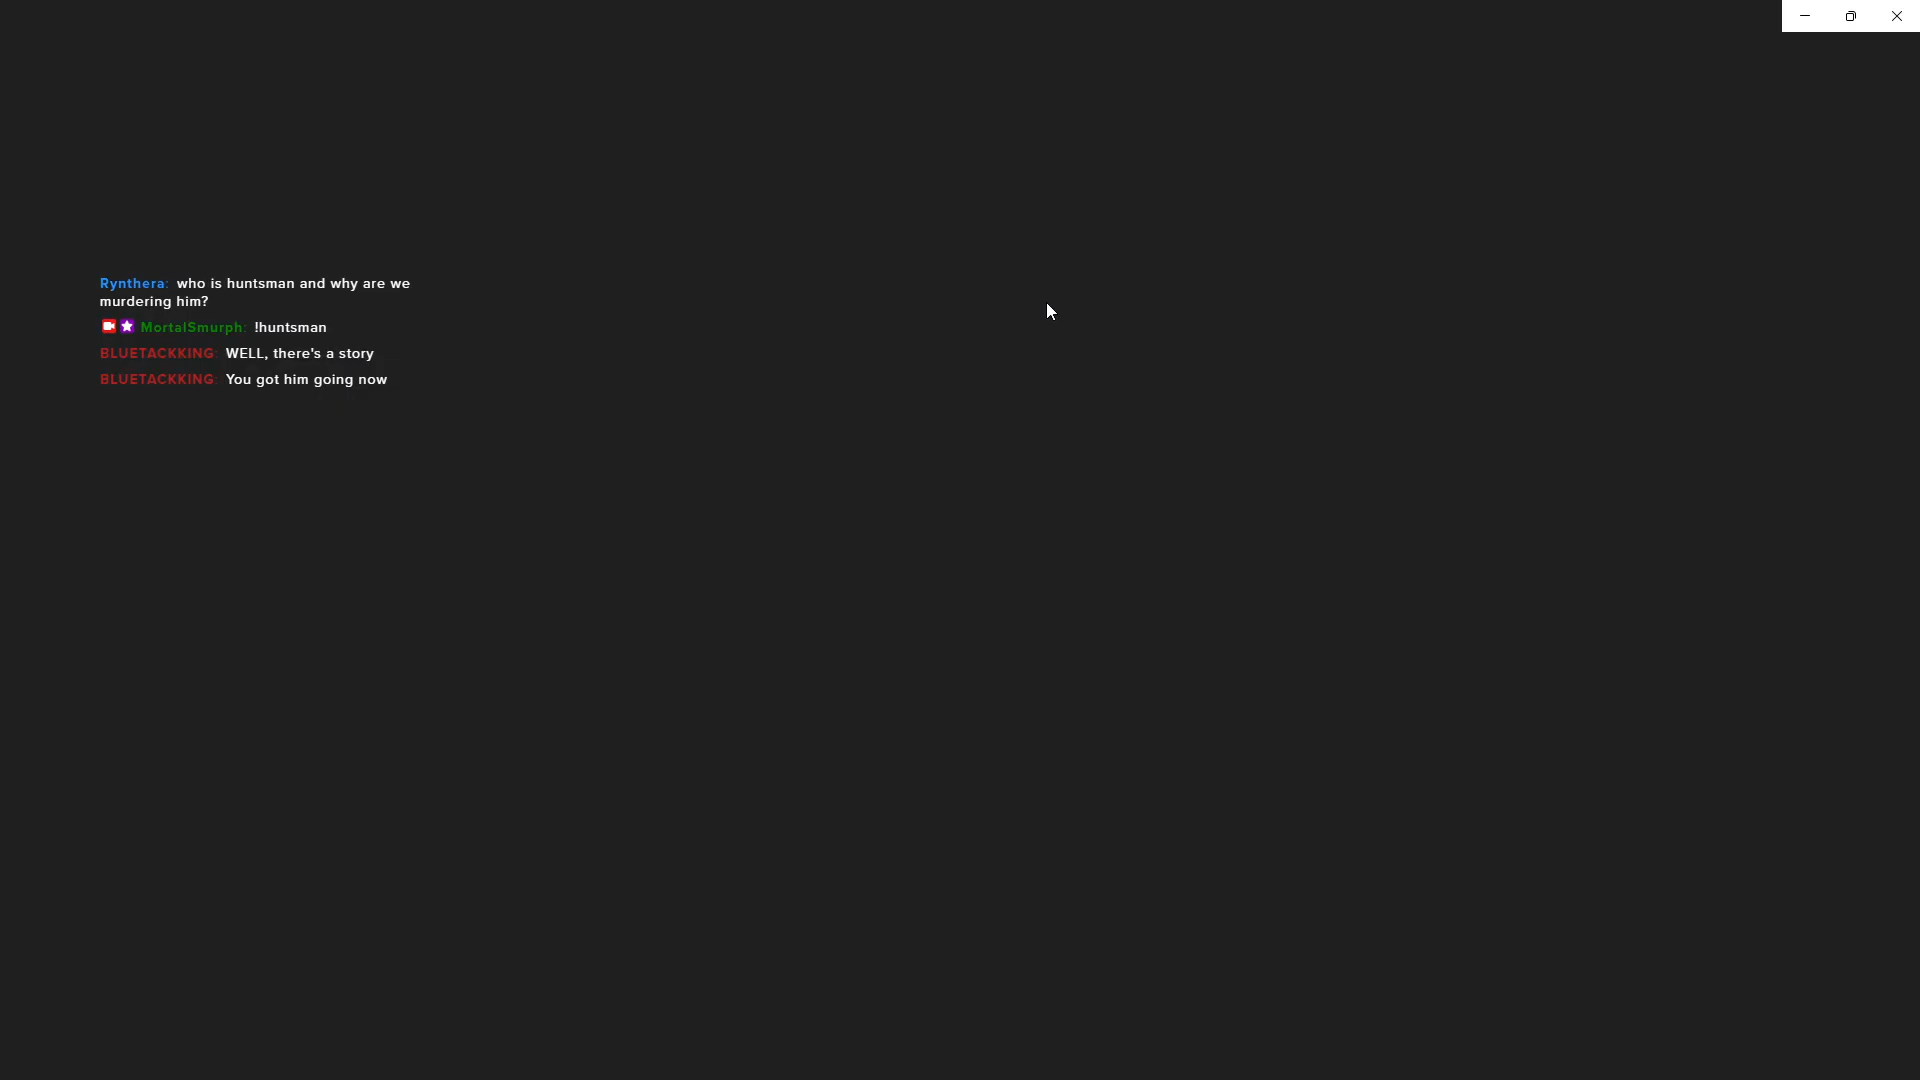 Rynthera: who is huntsman and why are we
murdering him?
MortalSmurph: !huntsman
BLUETACKKING: WELL, there's a story
BLUETACKKING: You got him going now